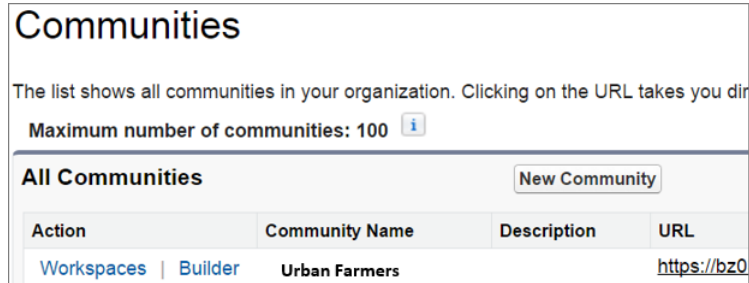 Communities
The list shows all communities in your organization. Clicking on the URL takes you
Maximum number of communities: 100 i
All Communities New Community
Action Community Name Description URL
Workspaces | Builder Urban Farmers https://bz0